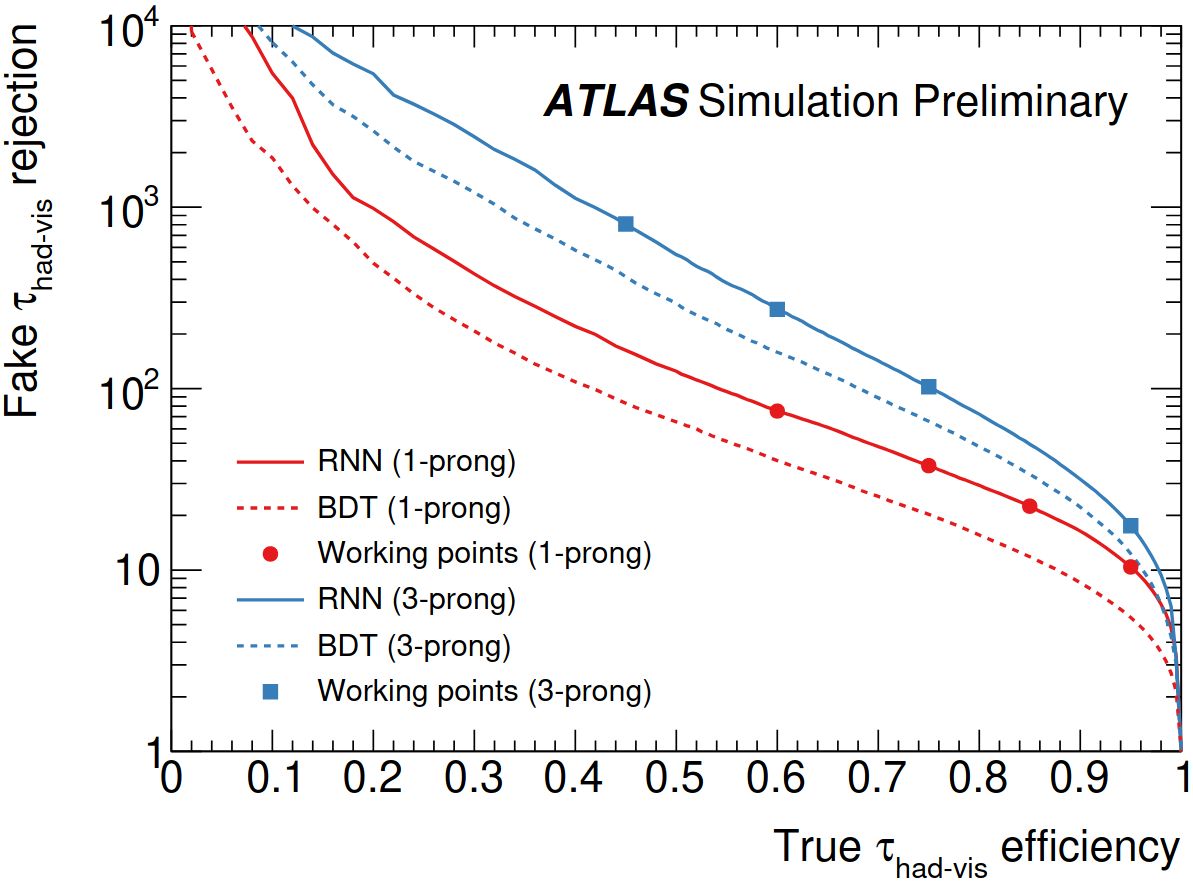 10⁴
10³
10²
10
1
Fake τhad-vis rejection
ATLAS Simulation Preliminary
RNN (1-prong)
BDT (1-prong)
Working points (1-prong)
RNN (3-prong)
BDT (3-prong)
Working points (3-prong)
0 0.1 0.2 0.3 0.4 0.5 0.6 0.7 0.8 0.9 1
True τhad-vis efficiency